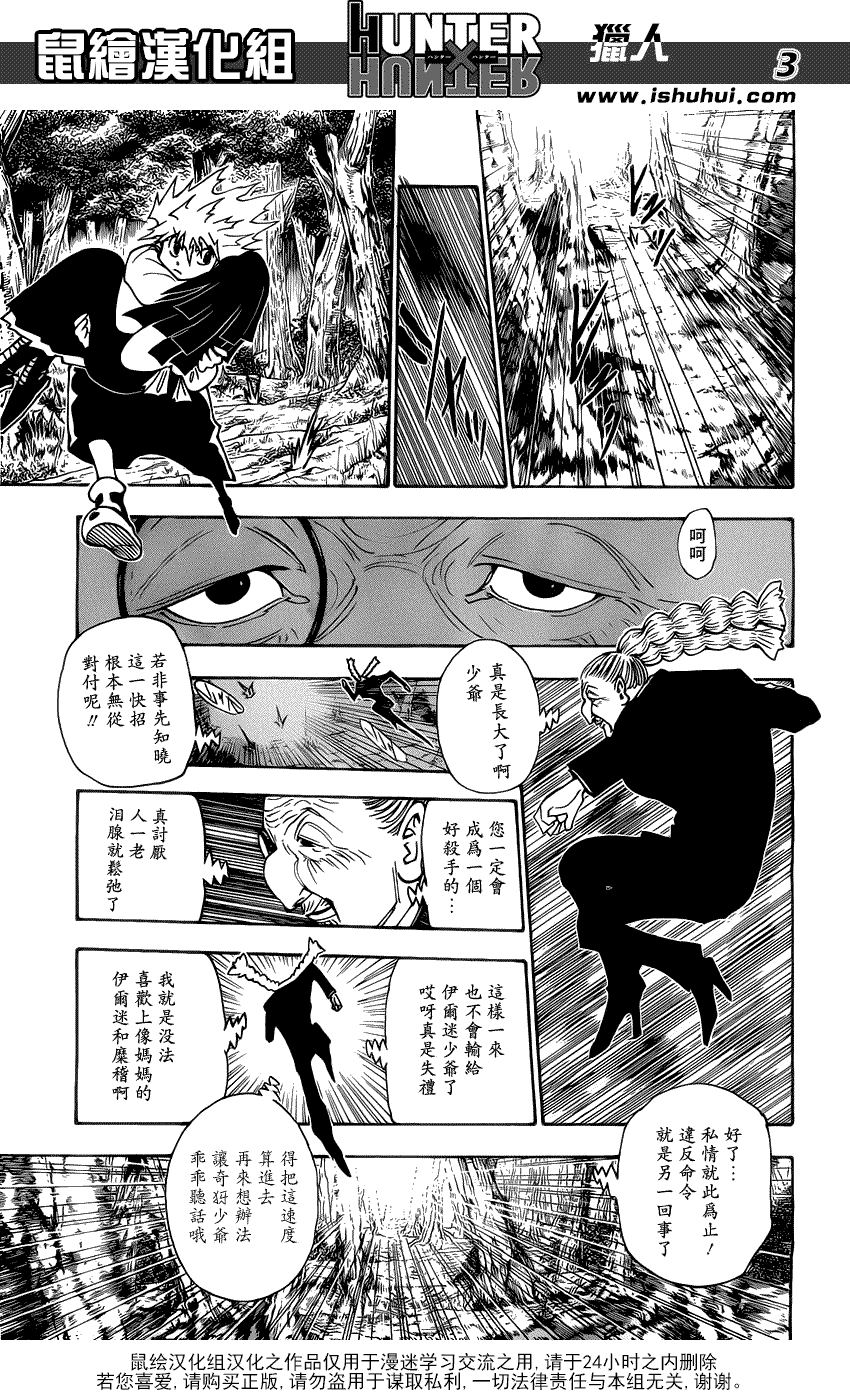 鼠繪漢化組
HUNTER
×
ハンター
ハンター
HUNTER
獵人
3
www.ishuhui.com
呵
呵
真是長大了啊
少爺
若非事先知曉
這一快招
根本無從
對付呢!!
您一定會
成爲一個
好殺手的…
真討厭
人一老
泪腺就鬆弛了
這樣一來
也不會輸給
伊爾迷少爺了
哎呀真是失禮
我就是没法
喜歡上像媽媽的
伊爾迷和糜稽啊
好了…
私情就此爲止！
違反命令
就是另一回事了
得把這速度
算進去
再來想辦法
讓奇犽少爺
乖乖聽話哦
鼠绘汉化组汉化之作品仅用于漫迷学习交流之用, 请于24小时之内删除
若您喜爱, 请购买正版, 请勿盗用于谋取私利, 一切法律责任与本组无关, 谢谢。